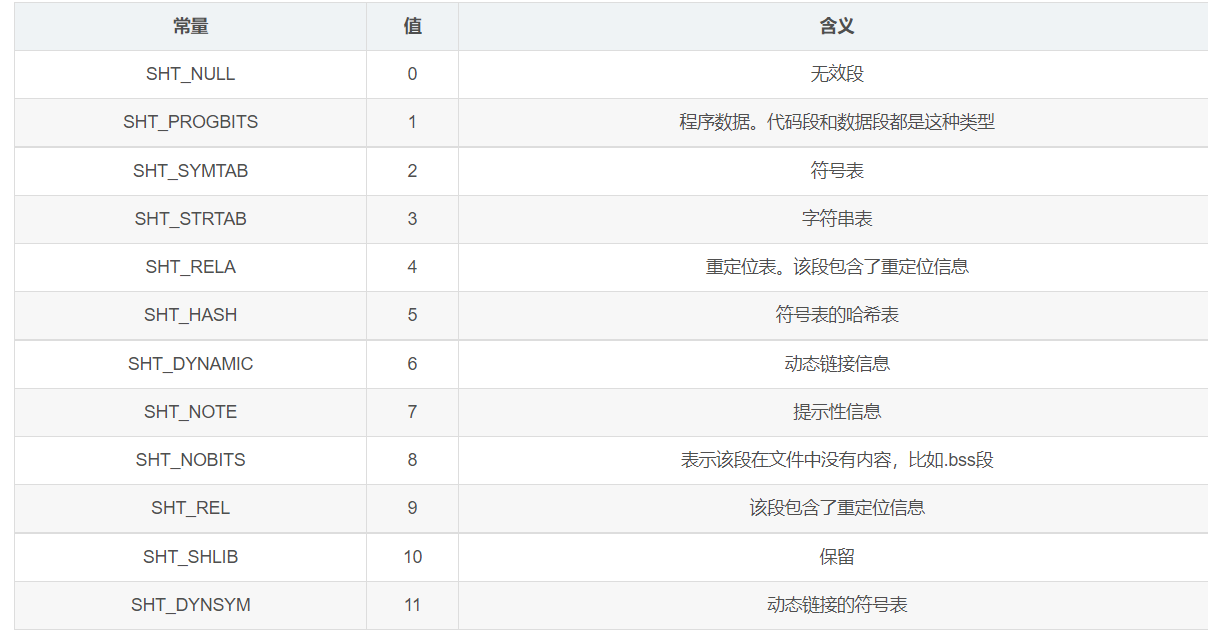 常量 值 含义
SHT_NULL 0 无效段
SHT_PROGBITS 1 程序数据。代码段和数据段都是这种类型
SHT_SYMTAB 2 符号表
SHT_STRTAB 3 字符串表
SHT_RELA 4 重定位表。该段包含了重定位信息
SHT_HASH 5 符号表的哈希表
SHT_DYNAMIC 6 动态链接信息
SHT_NOTE 7 提示性信息
SHT_NOBITS 8 表示该段在文件中没有内容，比如.bss段
SHT_REL 9 该段包含了重定位信息
SHT_SHLIB 10 保留
SHT_DYNSYM 11 动态链接的符号表